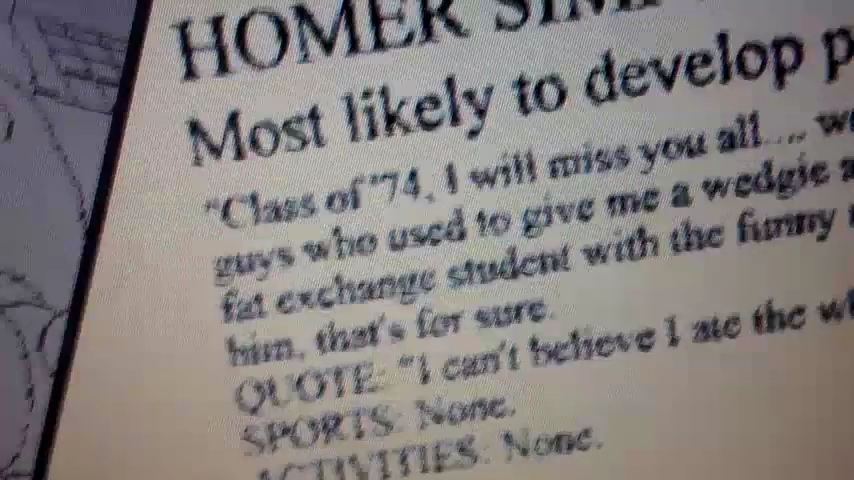 HOMER
Most likely to develop
"Class of '74, I will miss you all....
guys who used to give me a wedgie
fat exchange student with the funny
him, that's for sure.
QUOTE: "I can't believe I ate the
SPORTS: None.
ACTIVITIES: None.